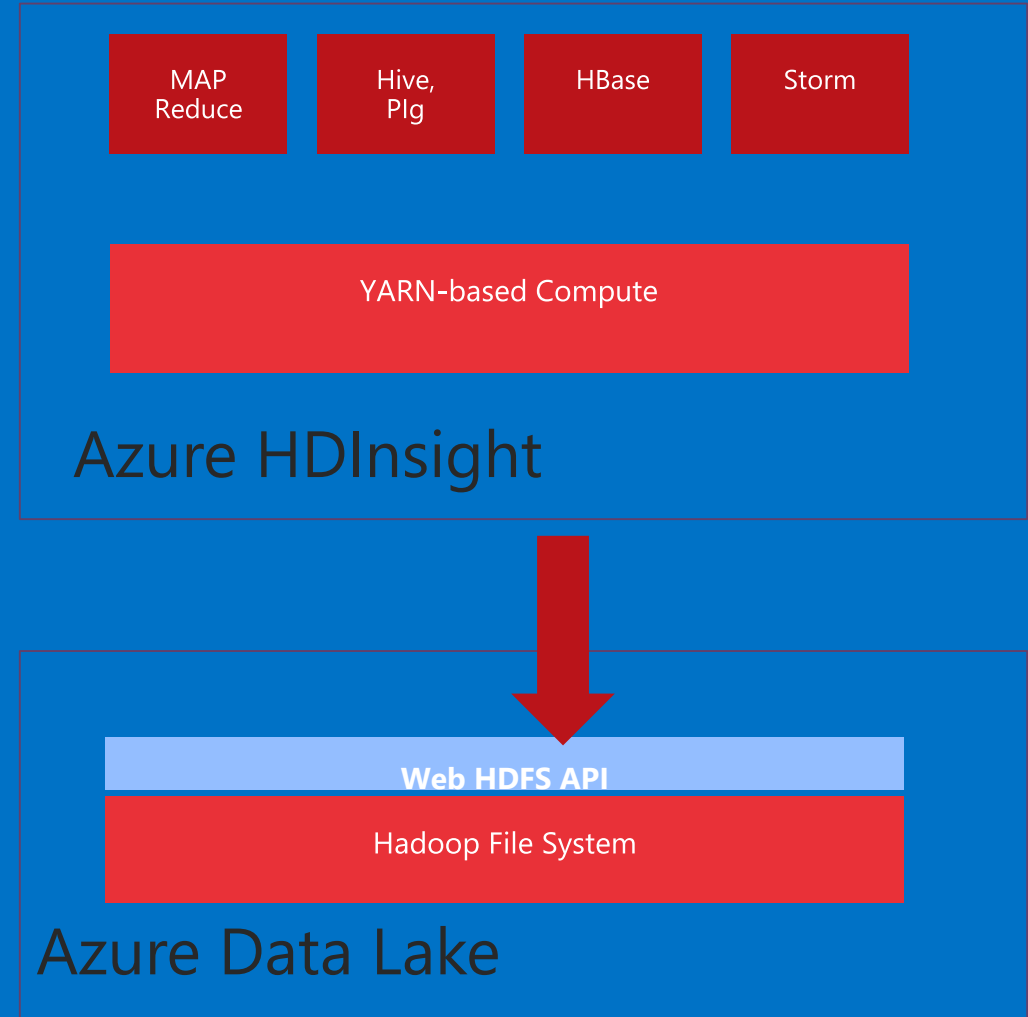 MAP
Reduce
Hive,
PIg
HBase
Storm
YARN-based Compute
Azure HDInsight
Web HDFS API
Hadoop File System
Azure Data Lake